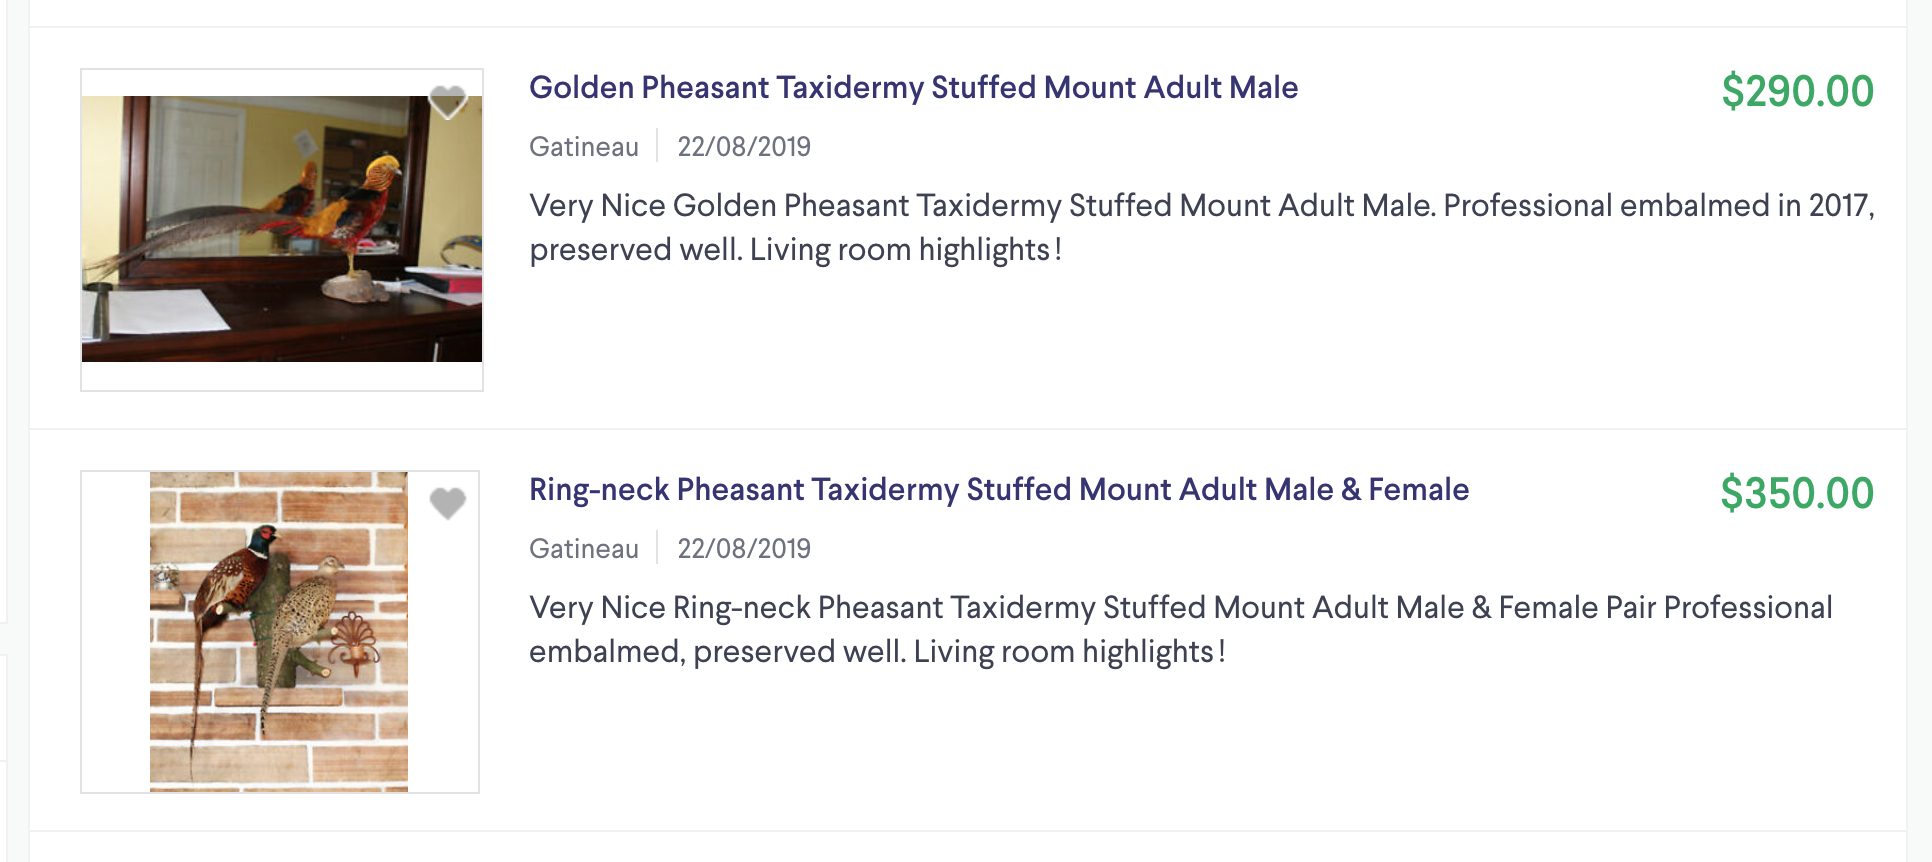 Golden Pheasant Taxidermy Stuffed Mount Adult Male
$290.00
Gatineau
22/08/2019
Very Nice Golden Pheasant Taxidermy Stuffed Mount Adult Male. Professional embalmed in 2017,
preserved well. Living room highlights!
Ring-neck Pheasant Taxidermy Stuffed Mount Adult Male & Female
$350.00
Gatineau
22/08/2019
Very Nice Ring-neck Pheasant Taxidermy Stuffed Mount Adult Male & Female Pair Professional
embalmed, preserved well. Living room highlights!